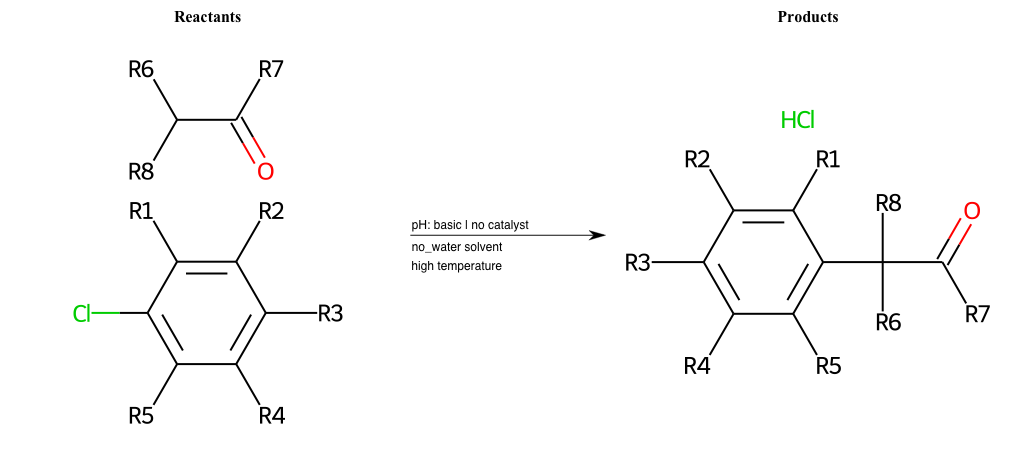 Reactants
Products
R6
R7
R8
O
R1
R2
Cl
R3
R5
R4
pH: basic | no catalyst
no_water solvent
high temperature
HCl
R2
R1
R8
O
R3
R6
R7
R4
R5